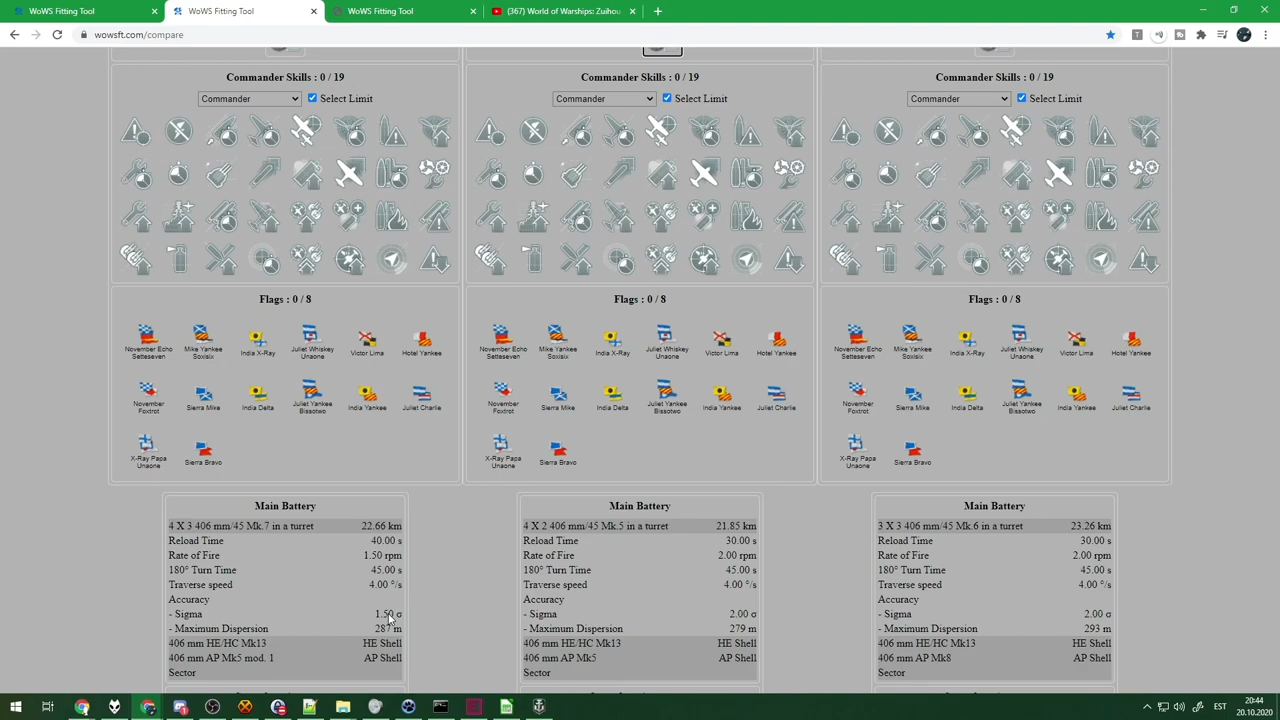 WoWS Fitting Tool
WoWS Fitting Tool
WoWS Fitting Tool
(367) World of Warships: Zuihou
wowsft.com/compare
Commander Skills : 0 / 19
Commander
Select Limit
Flags : 0 / 8
November Echo Setteseven
Mike Yankee Soxisix
India X-Ray
Juliet Whiskey Unaone
Victor Lima
Hotel Yankee
November Foxtrot
Sierra Mike
India Delta
Juliet Yankee Bissotwo
India Yankee
Juliet Charlie
X-Ray Papa Unaone
Sierra Bravo
Main Battery
4 X 3 406 mm/45 Mk.7 in a turret 22.66 km
Reload Time 40.00 s
Rate of Fire 1.50 rpm
180° Turn Time 45.00 s
Traverse speed 4.00 °/s
Accuracy
- Sigma 1.50 σ
- Maximum Dispersion 287 m
406 mm HE/HC Mk13 HE Shell
406 mm AP Mk5 mod. 1 AP Shell
Sector
Commander Skills : 0 / 19
Commander
Select Limit
Flags : 0 / 8
November Echo Setteseven
Mike Yankee Soxisix
India X-Ray
Juliet Whiskey Unaone
Victor Lima
Hotel Yankee
November Foxtrot
Sierra Mike
India Delta
Juliet Yankee Bissotwo
India Yankee
Juliet Charlie
X-Ray Papa Unaone
Sierra Bravo
Main Battery
4 X 2 406 mm/45 Mk.5 in a turret 21.85 km
Reload Time 30.00 s
Rate of Fire 2.00 rpm
180° Turn Time 45.00 s
Traverse speed 4.00 °/s
Accuracy
- Sigma 2.00 σ
- Maximum Dispersion 279 m
406 mm HE/HC Mk13 HE Shell
406 mm AP Mk5 AP Shell
Sector
Commander Skills : 0 / 19
Commander
Select Limit
Flags : 0 / 8
November Echo Setteseven
Mike Yankee Soxisix
India X-Ray
Juliet Whiskey Unaone
Victor Lima
Hotel Yankee
November Foxtrot
Sierra Mike
India Delta
Juliet Yankee Bissotwo
India Yankee
Juliet Charlie
X-Ray Papa Unaone
Sierra Bravo
Main Battery
3 X 3 406 mm/45 Mk.6 in a turret 23.26 km
Reload Time 30.00 s
Rate of Fire 2.00 rpm
180° Turn Time 45.00 s
Traverse speed 4.00 °/s
Accuracy
- Sigma 2.00 σ
- Maximum Dispersion 293 m
406 mm HE/HC Mk13 HE Shell
406 mm AP Mk8 AP Shell
Sector
EST
20:44
20.10.2020